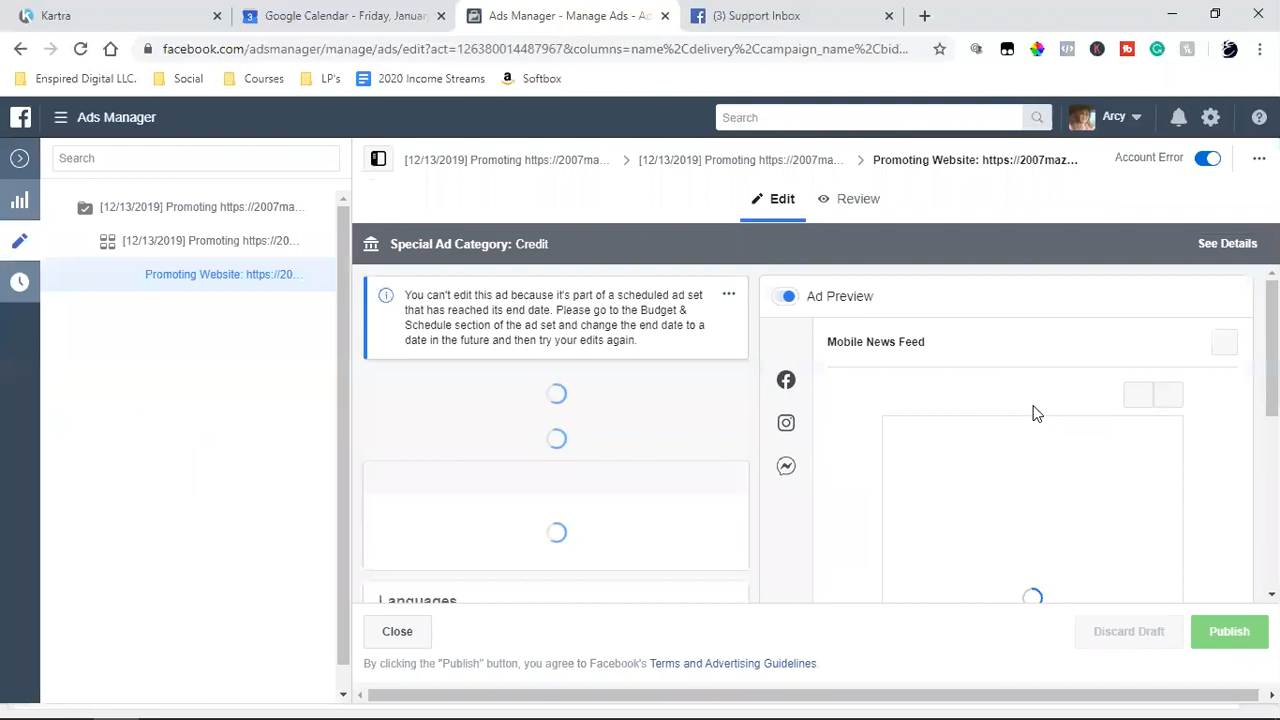 Kartra
Google Calendar - Friday, Januar
Ads Manager - Manage Ads - Ad
(3) Support Inbox
facebook.com/adsmanager/manage/ads/edit?act=126380014487967&columns=name%2Cdelivery%2Ccampaign_name%2Cbid...
Enspired Digital LLC.
Social
Courses
LP's
2020 Income Streams
Softbox
Ads Manager
Search
Arcy
Search
[12/13/2019] Promoting https://2007ma...
[12/13/2019] Promoting https://2007ma...
Promoting Website: https://2007maz...
Account Error
Edit
Review
[12/13/2019] Promoting https://2007ma...
[12/13/2019] Promoting https://20...
Promoting Website: https://20...
Special Ad Category: Credit
See Details
You can't edit this ad because it's part of a scheduled ad set
that has reached its end date. Please go to the Budget &
Schedule section of the ad set and change the end date to a
date in the future and then try your edits again.
Ad Preview
Mobile News Feed
Languages
Close
Discard Draft
Publish
By clicking the "Publish" button, you agree to Facebook's Terms and Advertising Guidelines.